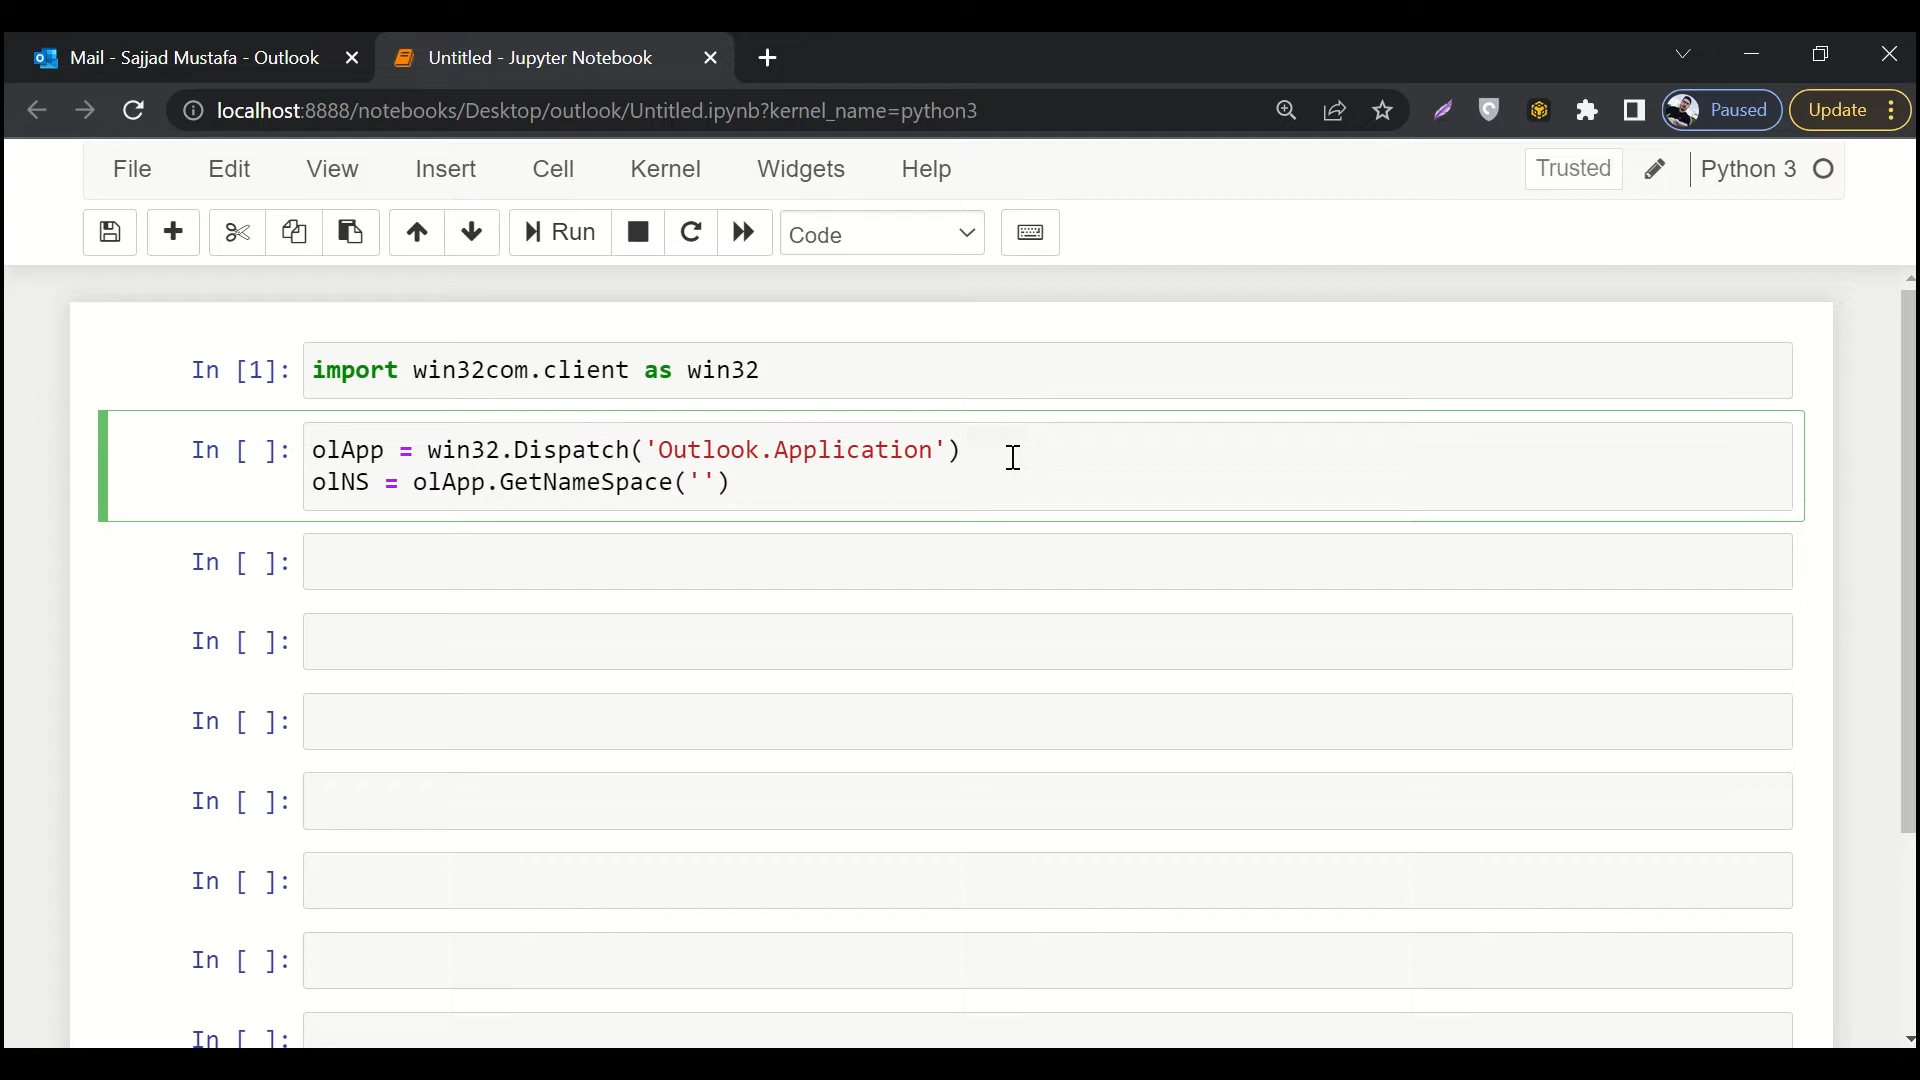 Mail - Sajjad Mustafa - Outlook
Untitled - Jupyter Notebook
localhost:8888/notebooks/Desktop/outlook/Untitled.ipynb?kernel_name=python3
Paused
Update
File Edit View Insert Cell Kernel Widgets Help
Trusted
Python 3
Run
Code
In [1]: import win32com.client as win32
In [ ]: olApp = win32.Dispatch('Outlook.Application')
olNS = olApp.GetNameSpace('')
In [ ]:
In [ ]:
In [ ]:
In [ ]:
In [ ]:
In [ ]:
In [ ]: